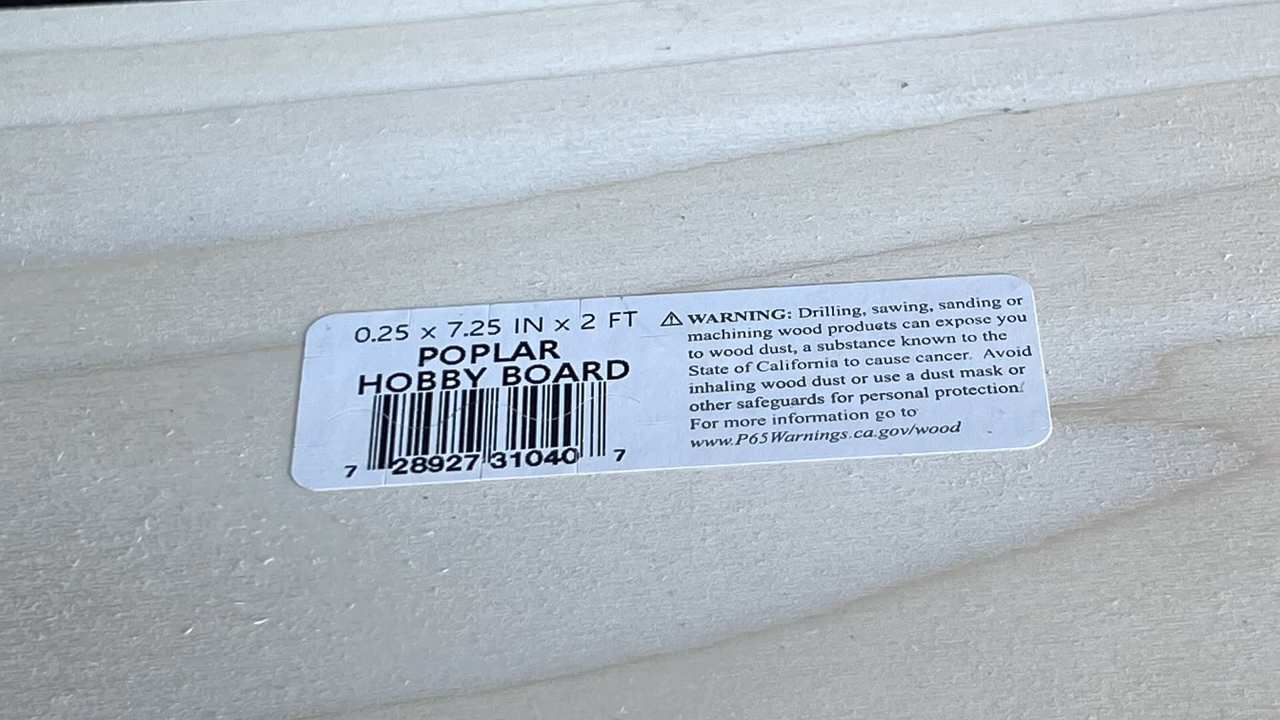 0.25 x 7.25 IN x 2 FT
POPLAR
HOBBY BOARD
7 28927 31040 7
⚠ WARNING: Drilling, sawing, sanding or
machining wood products can expose you
to wood dust, a substance known to the
State of California to cause cancer. Avoid
inhaling wood dust or use a dust mask or
other safeguards for personal protection.
For more information go to
www.P65Warnings.ca.gov/wood